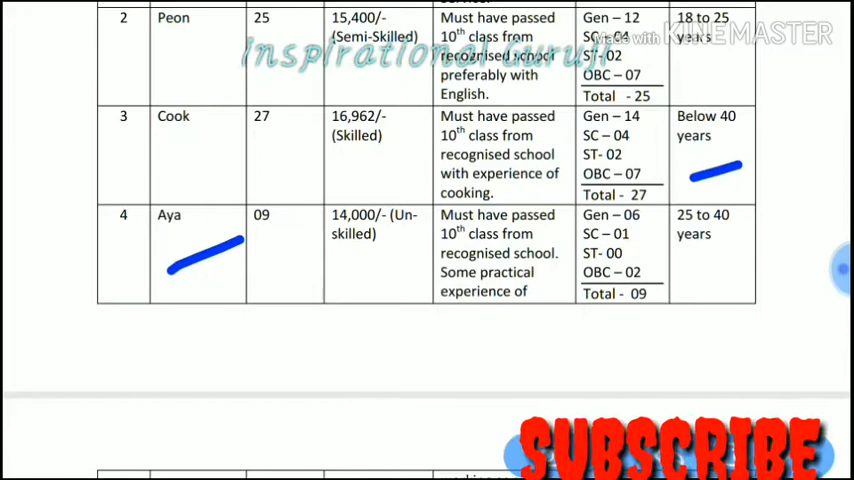 2 Peon 25 15,400/- Must have passed Gen – 12 18 to 25
(Semi-Skilled) 10th class from SC – 04 years
Made with KINEMASTER
Inspirational Guruji
recognised school ST- 02
preferably with OBC – 07
English. Total - 25
3 Cook 27 16,962/- Must have passed Gen – 14 Below 40
(Skilled) 10th class from SC – 04 years
recognised school ST- 02
with experience of OBC – 07
cooking. Total - 27
4 Aya 09 14,000/- (Un- Must have passed Gen – 06 25 to 40
skilled) 10th class from SC – 01 years
recognised school. ST- 00
Some practical OBC – 02
experience of Total - 09
SUBSCRIBE